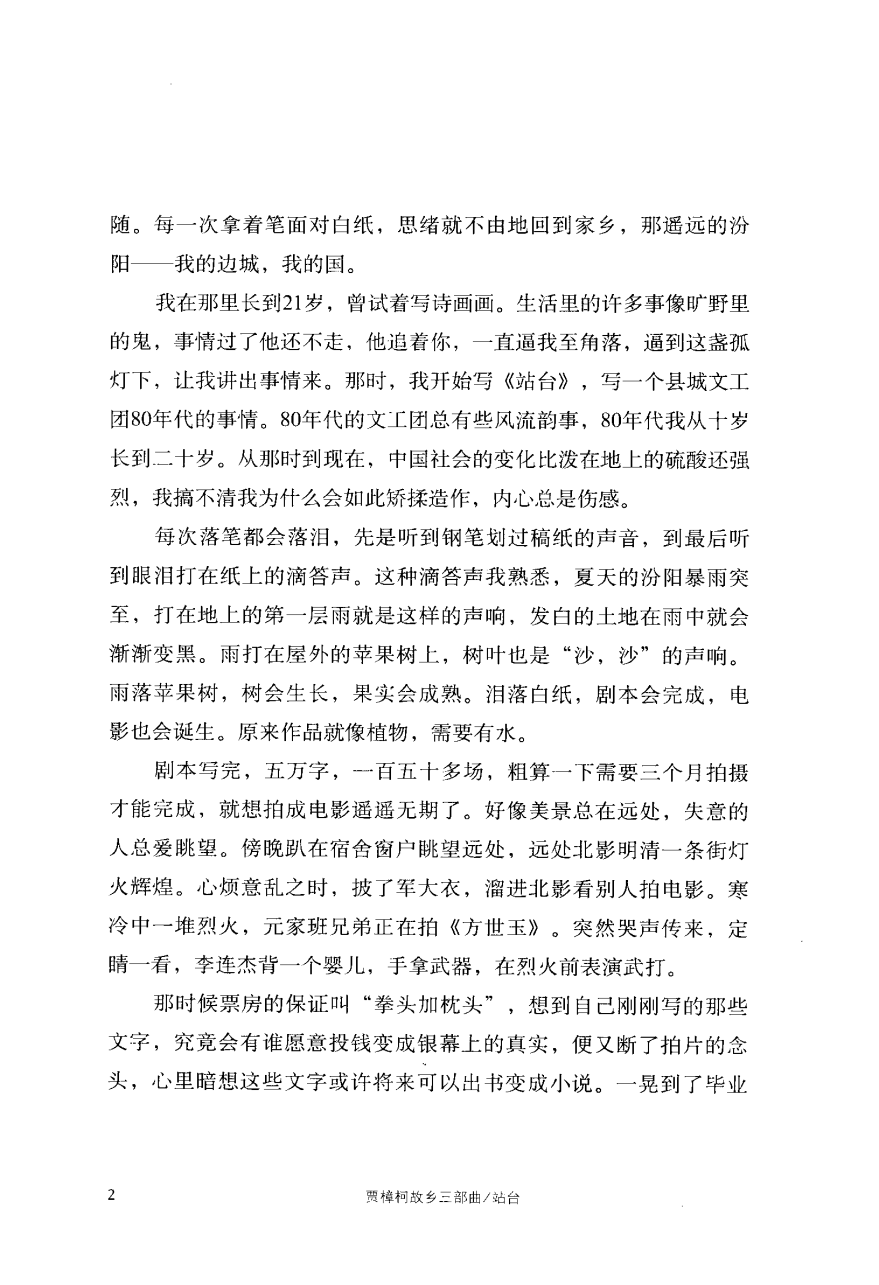 随。每一次拿着笔面对白纸，思绪就不由地回到家乡，那遥远的汾
阳——我的边城，我的国。
我在那里长到21岁，曾试着写诗画画。生活里的许多事像旷野里
的鬼，事情过了他还不走，他追着你，一直逼我至角落，逼到这盏孤
灯下，让我讲出事情来。那时，我开始写《站台》，写一个县城文工
团80年代的事情。80年代的文工团总有些风流韵事，80年代我从十岁
长到二十岁。从那时到现在，中国社会的变化比泼在地上的硫酸还强
烈，我搞不清我为什么会如此矫揉造作，内心总是伤感。
每次落笔都会落泪，先是听到钢笔划过稿纸的声音，到最后听
到眼泪打在纸上的滴答声。这种滴答声我熟悉，夏天的汾阳暴雨突
至，打在地上的第一层雨就是这样的声响，发白的土地在雨中就会
渐渐变黑。雨打在屋外的苹果树上，树叶也是“沙，沙”的声响。
雨落苹果树，树会生长，果实会成熟。泪落白纸，剧本会完成，电
影也会诞生。原来作品就像植物，需要有水。
剧本写完，五万字，一百五十多场，粗算一下需要三个月拍摄
才能完成，就想拍成电影遥遥无期了。好像美景总在远处，失意的
人总爱眺望。傍晚趴在宿舍窗户眺望远处，远处北影明清一条街灯
火辉煌。心烦意乱之时，披了军大衣，溜进北影看别人拍电影。寒
冷中一堆烈火，元家班兄弟正在拍《方世玉》。突然哭声传来，定
睛一看，李连杰背一个婴儿，手拿武器，在烈火前表演武打。
那时候票房的保证叫“拳头加枕头”，想到自己刚刚写的那些
文字，究竟会有谁愿意投钱变成银幕上的真实，便又断了拍片的念
头，心里暗想这些文字或许将来可以出书变成小说。一晃到了毕业
2
贾樟柯故乡三部曲/站台